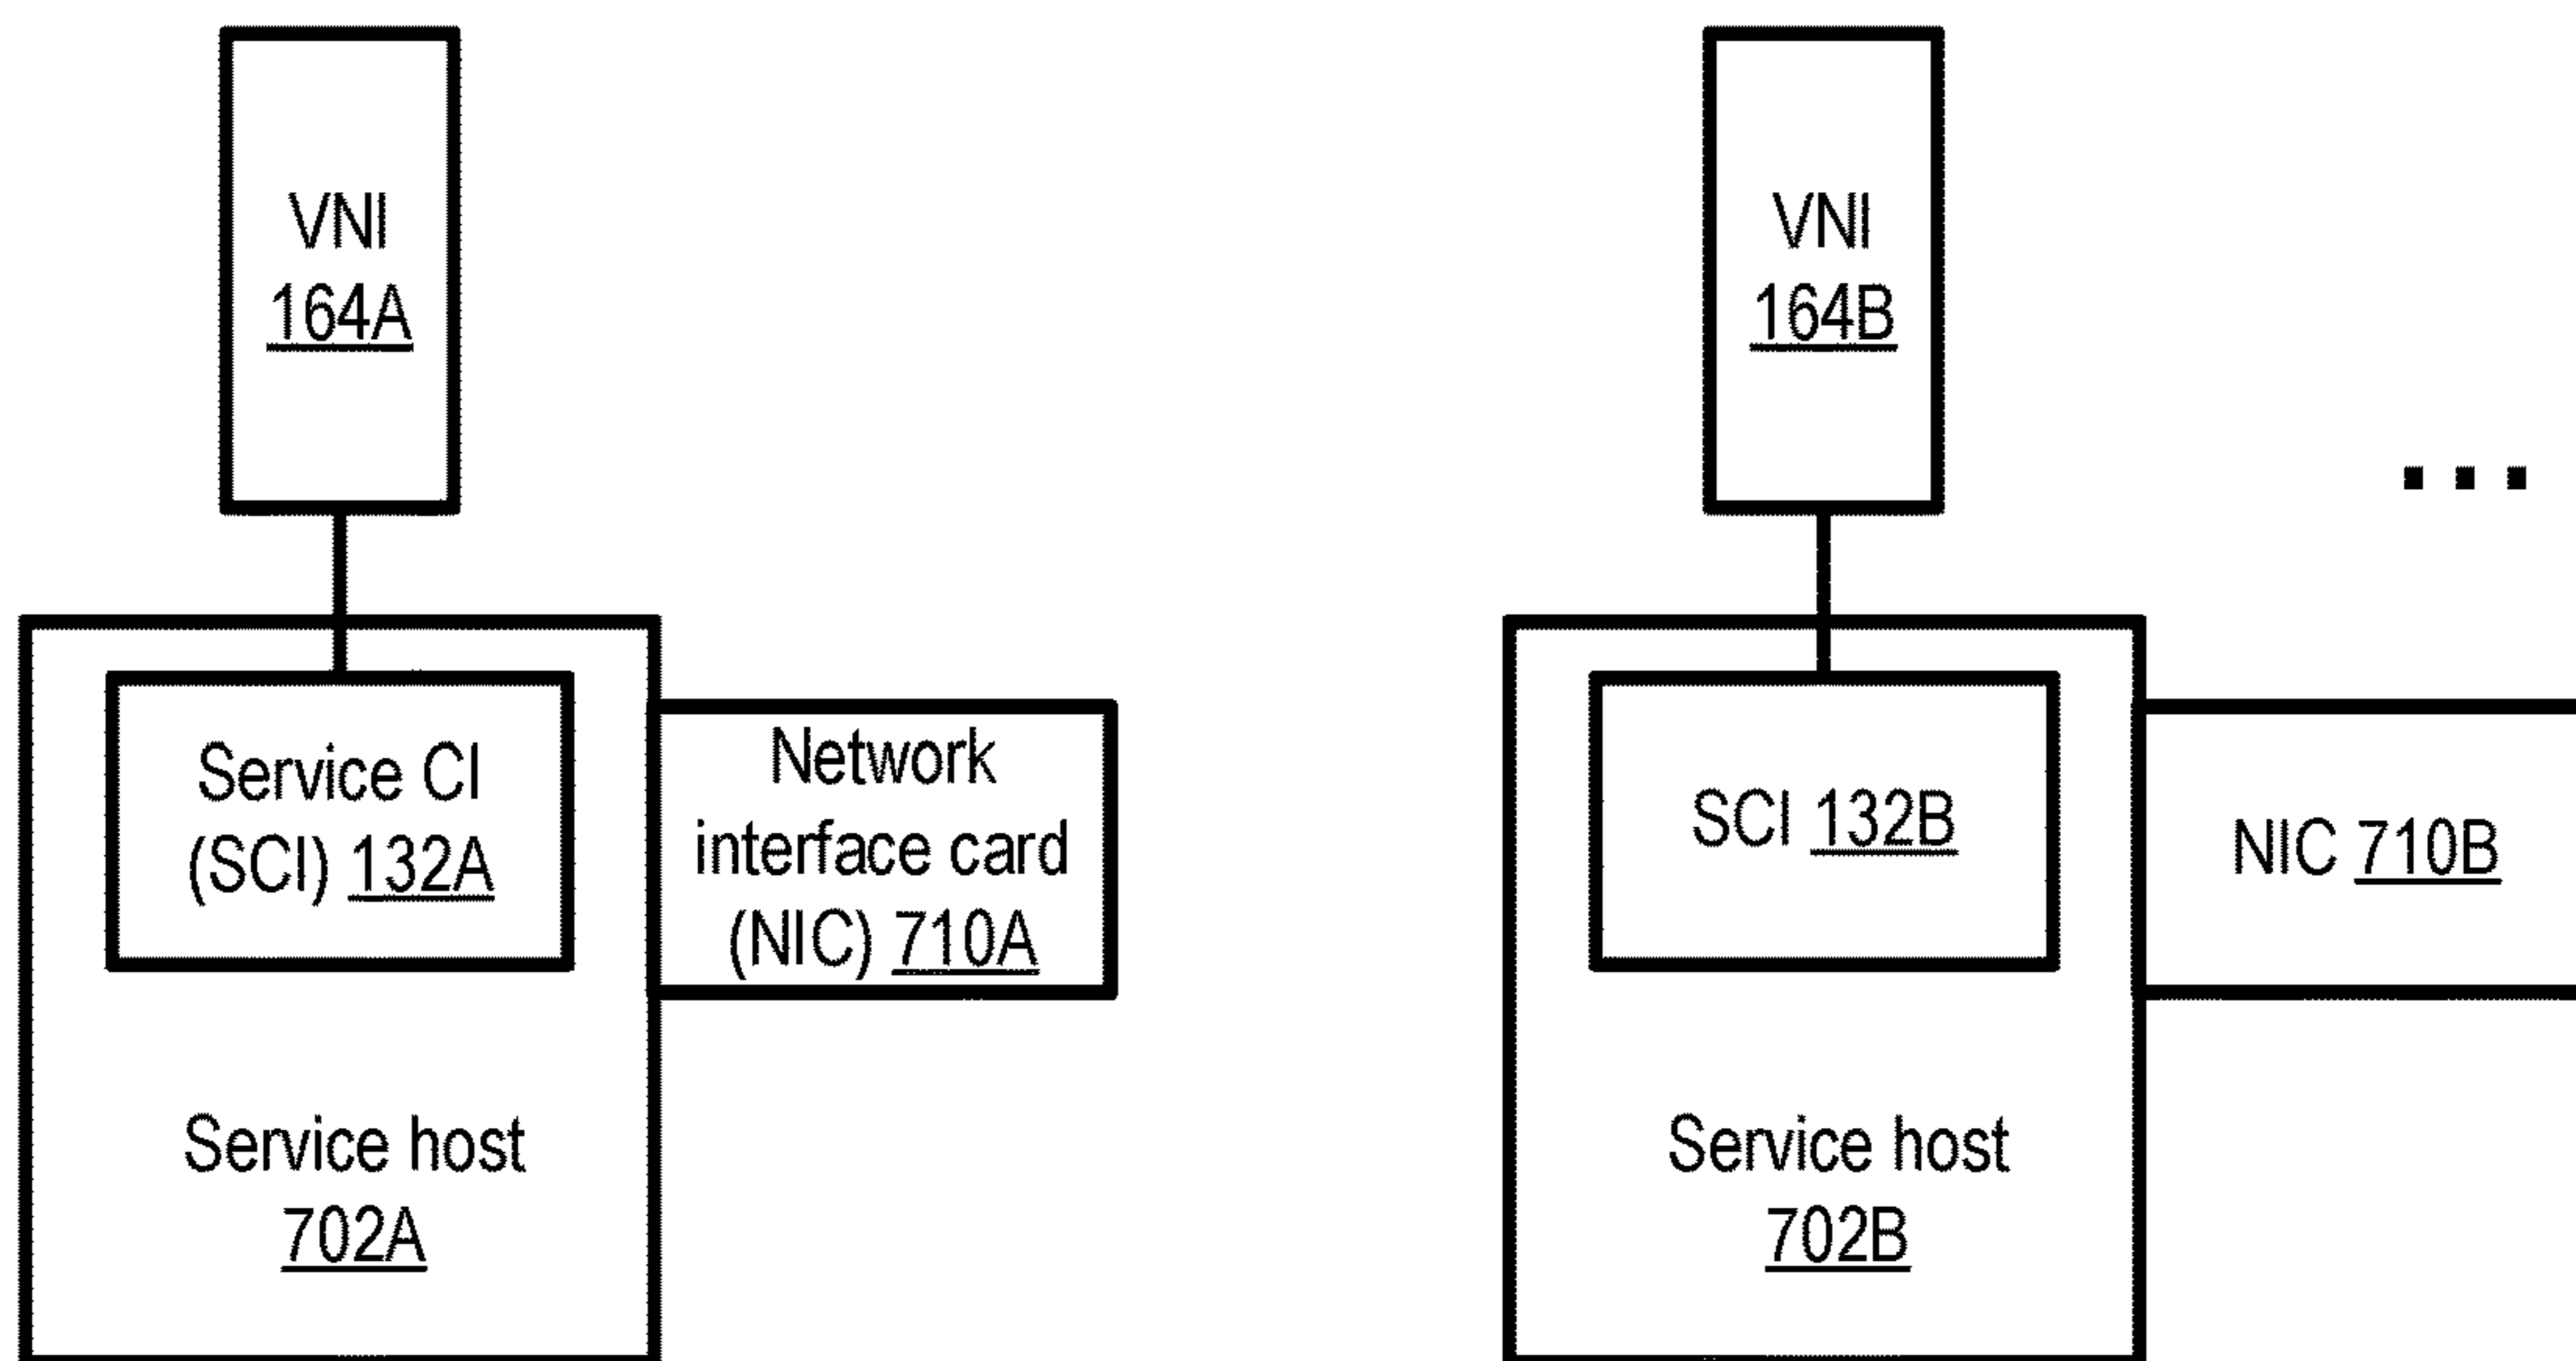 VNI
164A
VNI
164B
...
Service CI
(SCI) 132A
Network
interface card
(NIC) 710A
SCI 132B
NIC 710B
Service host
702A
Service host
702B